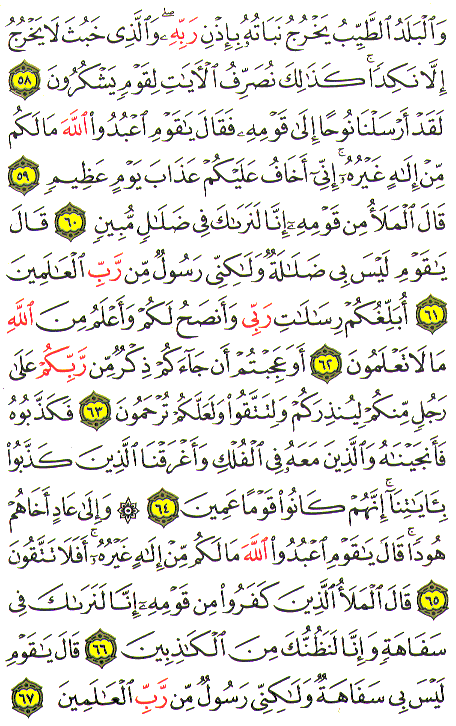 وَٱلْبَلَدُ ٱلطَّيِّبُ يَخْرُجُ نَبَاتُهُۥ بِإِذْنِ رَبِّهِۦ ۖ وَٱلَّذِى خَبُثَ لَا يَخْرُجُ
إِلَّا نَكِدًا ۚ كَذَٰلِكَ نُصَرِّفُ ٱلْءَايَٰتِ لِقَوْمٍ يَشْكُرُونَ ٥٨
لَقَدْ أَرْسَلْنَا نُوحًا إِلَىٰ قَوْمِهِۦ فَقَالَ يَٰقَوْمِ ٱعْبُدُوا۟ ٱللَّهَ مَا لَكُم
مِّنْ إِلَٰهٍ غَيْرُهُۥٓ ۚ إِنِّىٓ أَخَافُ عَلَيْكُمْ عَذَابَ يَوْمٍ عَظِيمٍ ٥٩
قَالَ ٱلْمَلَأُ مِن قَوْمِهِۦٓ إِنَّا لَنَرَىٰكَ فِى ضَلَٰلٍ مُّبِينٍ ٦٠ قَالَ
يَٰقَوْمِ لَيْسَ بِى ضَلَٰلَةٌ وَلَٰكِنِّى رَسُولٌ مِّن رَّبِّ ٱلْعَٰلَمِينَ
٦١ أُبَلِّغُكُمْ رِسَٰلَٰتِ رَبِّى وَأَنصَحُ لَكُمْ وَأَعْلَمُ مِنَ ٱللَّهِ
مَا لَا تَعْلَمُونَ ٦٢ أَوَعَجِبْتُمْ أَن جَآءَكُمْ ذِكْرٌ مِّن رَّبِّكُمْ عَلَىٰ
رَجُلٍ مِّنكُمْ لِيُنذِرَكُمْ وَلِتَتَّقُوا۟ وَلَعَلَّكُمْ تُرْحَمُونَ ٦٣ فَكَذَّبُوهُ
فَأَنجَيْنَٰهُ وَٱلَّذِينَ مَعَهُۥ فِى ٱلْفُلْكِ وَأَغْرَقْنَا ٱلَّذِينَ كَذَّبُوا۟
بِـَٔايَٰتِنَآ ۚ إِنَّهُمْ كَانُوا۟ قَوْمًا عَمِينَ ٦٤ ۞ وَإِلَىٰ عَادٍ أَخَاهُمْ
هُودًا ۗ قَالَ يَٰقَوْمِ ٱعْبُدُوا۟ ٱللَّهَ مَا لَكُم مِّنْ إِلَٰهٍ غَيْرُهُۥٓ ۚ أَفَلَا تَتَّقُونَ
٦٥ قَالَ ٱلْمَلَأُ ٱلَّذِينَ كَفَرُوا۟ مِن قَوْمِهِۦٓ إِنَّا لَنَرَىٰكَ فِى
سَفَاهَةٍ وَإِنَّا لَنَظُنُّكَ مِنَ ٱلْكَٰذِبِينَ ٦٦ قَالَ يَٰقَوْمِ
لَيْسَ بِى سَفَاهَةٌ وَلَٰكِنِّى رَسُولٌ مِّن رَّبِّ ٱلْعَٰلَمِينَ ٦٧